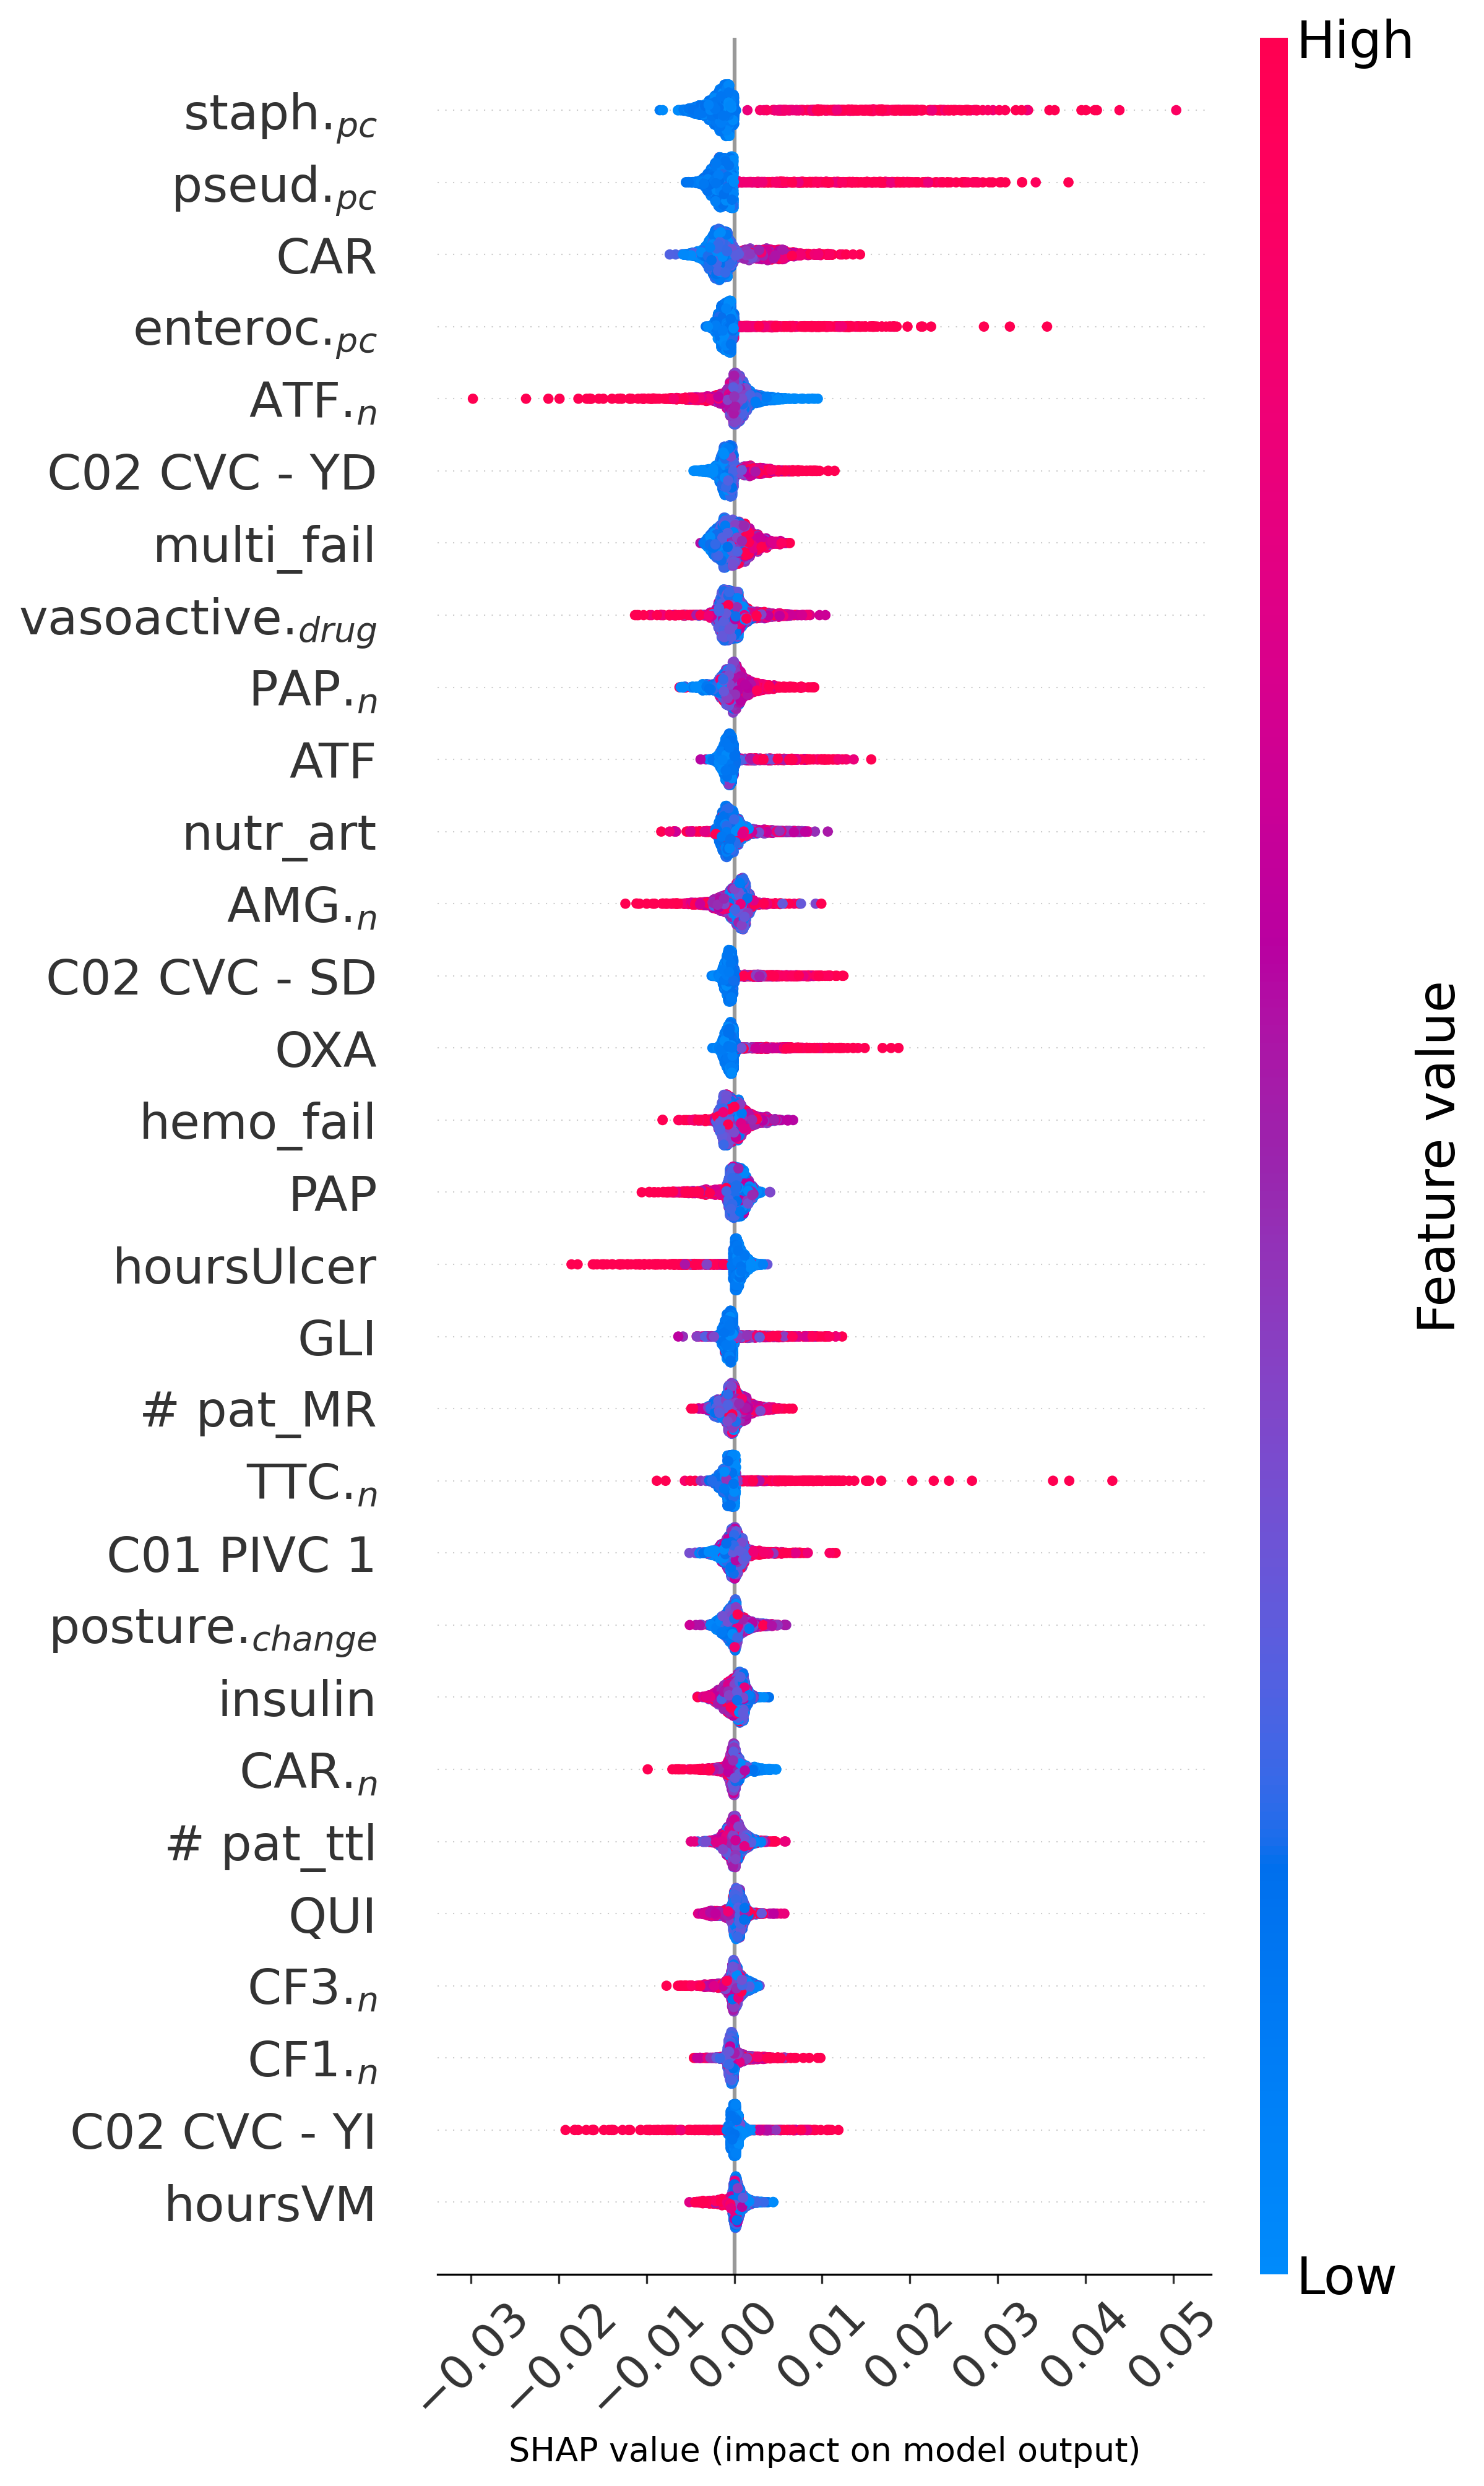 High
staph.pc
pseud.pc
CAR
enteroc.pc
ATF.n
C02 CVC - YD
multi_fail
vasoactive.drug
PAP.n
ATF
nutr_art
AMG.n
C02 CVC - SD
OXA
hemo_fail
PAP
hoursUlcer
GLI
# pat_MR
TTC.n
C01 PIVC 1
posture.change
insulin
CAR.n
# pat_ttl
QUI
CF3.n
CF1.n
C02 CVC - YI
hoursVM
Feature value
Low
−0.03 −0.02 −0.01 0.00 0.01 0.02 0.03 0.04 0.05
SHAP value (impact on model output)